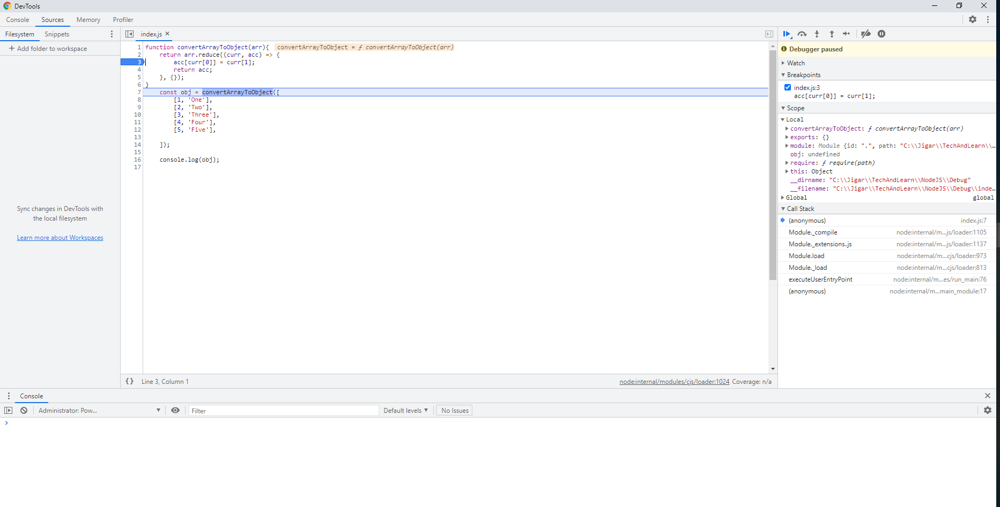 DevTools
Console Sources Memory Profiler
Filesystem Snippets
+ Add folder to workspace
Sync changes in DevTools with
the local filesystem
Learn more about Workspaces
index.js ×
1 function convertArrayToObject(arr){ convertArrayToObject = ƒ convertArrayToObject(arr)
2 return arr.reduce((curr, acc) => {
3 acc[curr[0]] = curr[1];
4 return acc;
5 }, {});
6 }
7 const obj = convertArrayToObject([
8 [1, 'One'],
9 [2, 'Two'],
10 [3, 'Three'],
11 [4, 'Four'],
12 [5, 'Five'],
13
14 ]);
15
16 console.log(obj);
17
{} Line 3, Column 1 node:internal/modules/cjs/loader:1024 Coverage: n/a
Debugger paused
Watch
Breakpoints
index.js:3
acc[curr[0]] = curr[1];
Scope
Local
convertArrayToObject: ƒ convertArrayToObject(arr)
exports: {}
module: Module {id: ".", path: "C:\\Jigar\\TechAndLearn\\…
obj: undefined
require: ƒ require(path)
this: Object
__dirname: "C:\\Jigar\\TechAndLearn\\NodeJS\\Debug"
__filename: "C:\\Jigar\\TechAndLearn\\NodeJS\\Debug\\inde…
Global global
Call Stack
(anonymous) index.js:7
Module._compile node:internal/m…js/loader:1105
Module._extensions..js node:internal/m…js/loader:1137
Module.load node:internal/m…cjs/loader:973
Module._load node:internal/m…cjs/loader:813
executeUserEntryPoint node:internal/m…es/run_main:76
(anonymous) node:internal/m…main_module:17
Console
Administrator: Pow... Filter Default levels No Issues